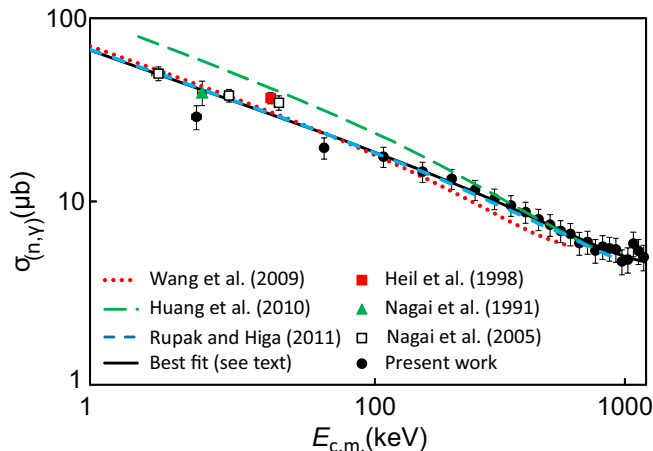 100
10
1
σ(n,γ)(μb)
Wang et al. (2009)
Huang et al. (2010)
Rupak and Higa (2011)
Best fit (see text)
Heil et al. (1998)
Nagai et al. (1991)
Nagai et al. (2005)
Present work
1
100
1000
Ec.m.(keV)